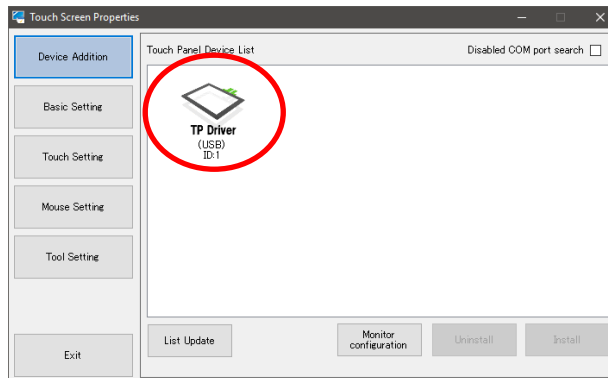 Touch Screen Properties
Device Addition
Basic Setting
Touch Setting
Mouse Setting
Tool Setting
Exit
Touch Panel Device List
Disabled COM port search
TP Driver
(USB)
ID:1
List Update
Monitor
configuration
Uninstall
Install